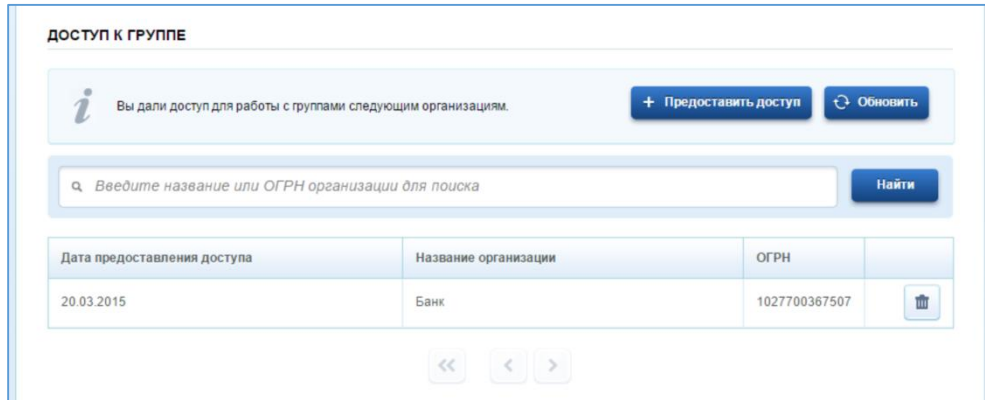 ДОСТУП К ГРУППЕ
Вы дали доступ для работы с группами следующим организациям.
+ Предоставить доступ
Обновить
Введите название или ОГРН организации для поиска
Найти
Дата предоставления доступа Название организации ОГРН
20.03.2015 Банк 1027700367507